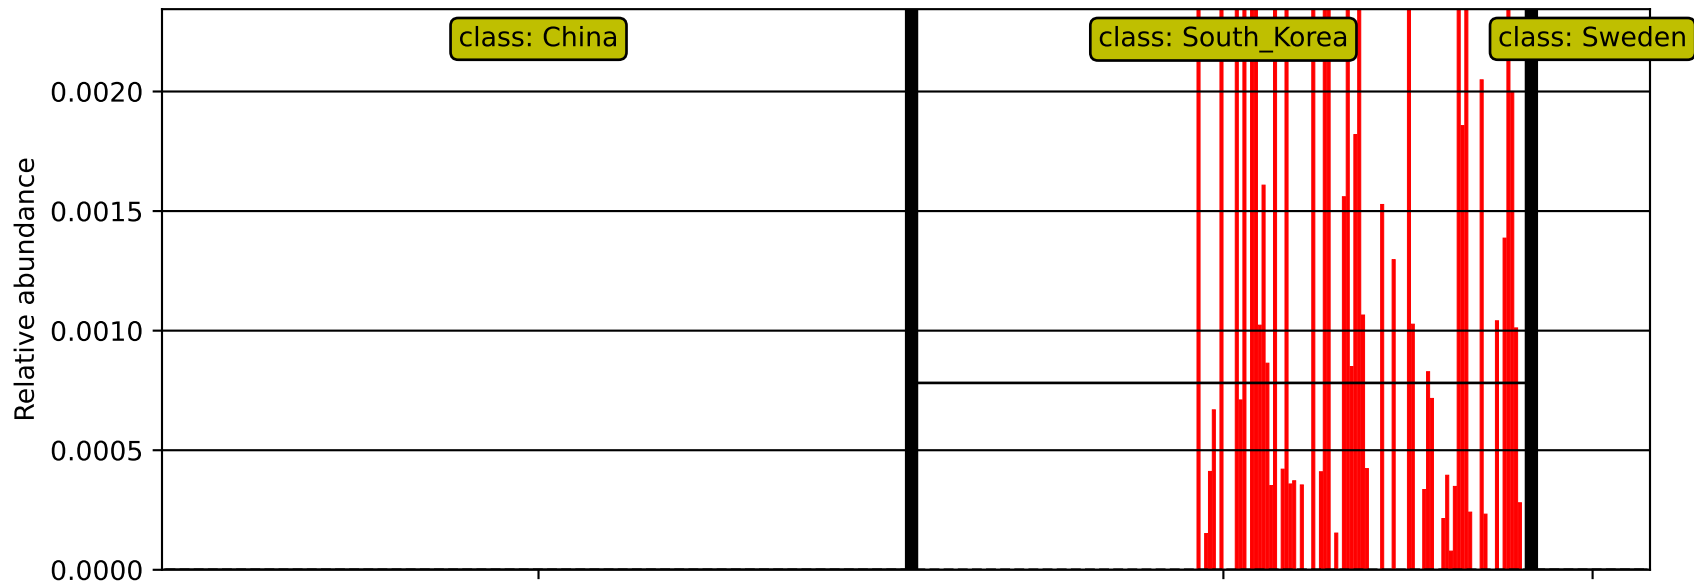 class: China
class: South_Korea
class: Sweden
Relative abundance
0.0020
0.0015
0.0010
0.0005
0.0000